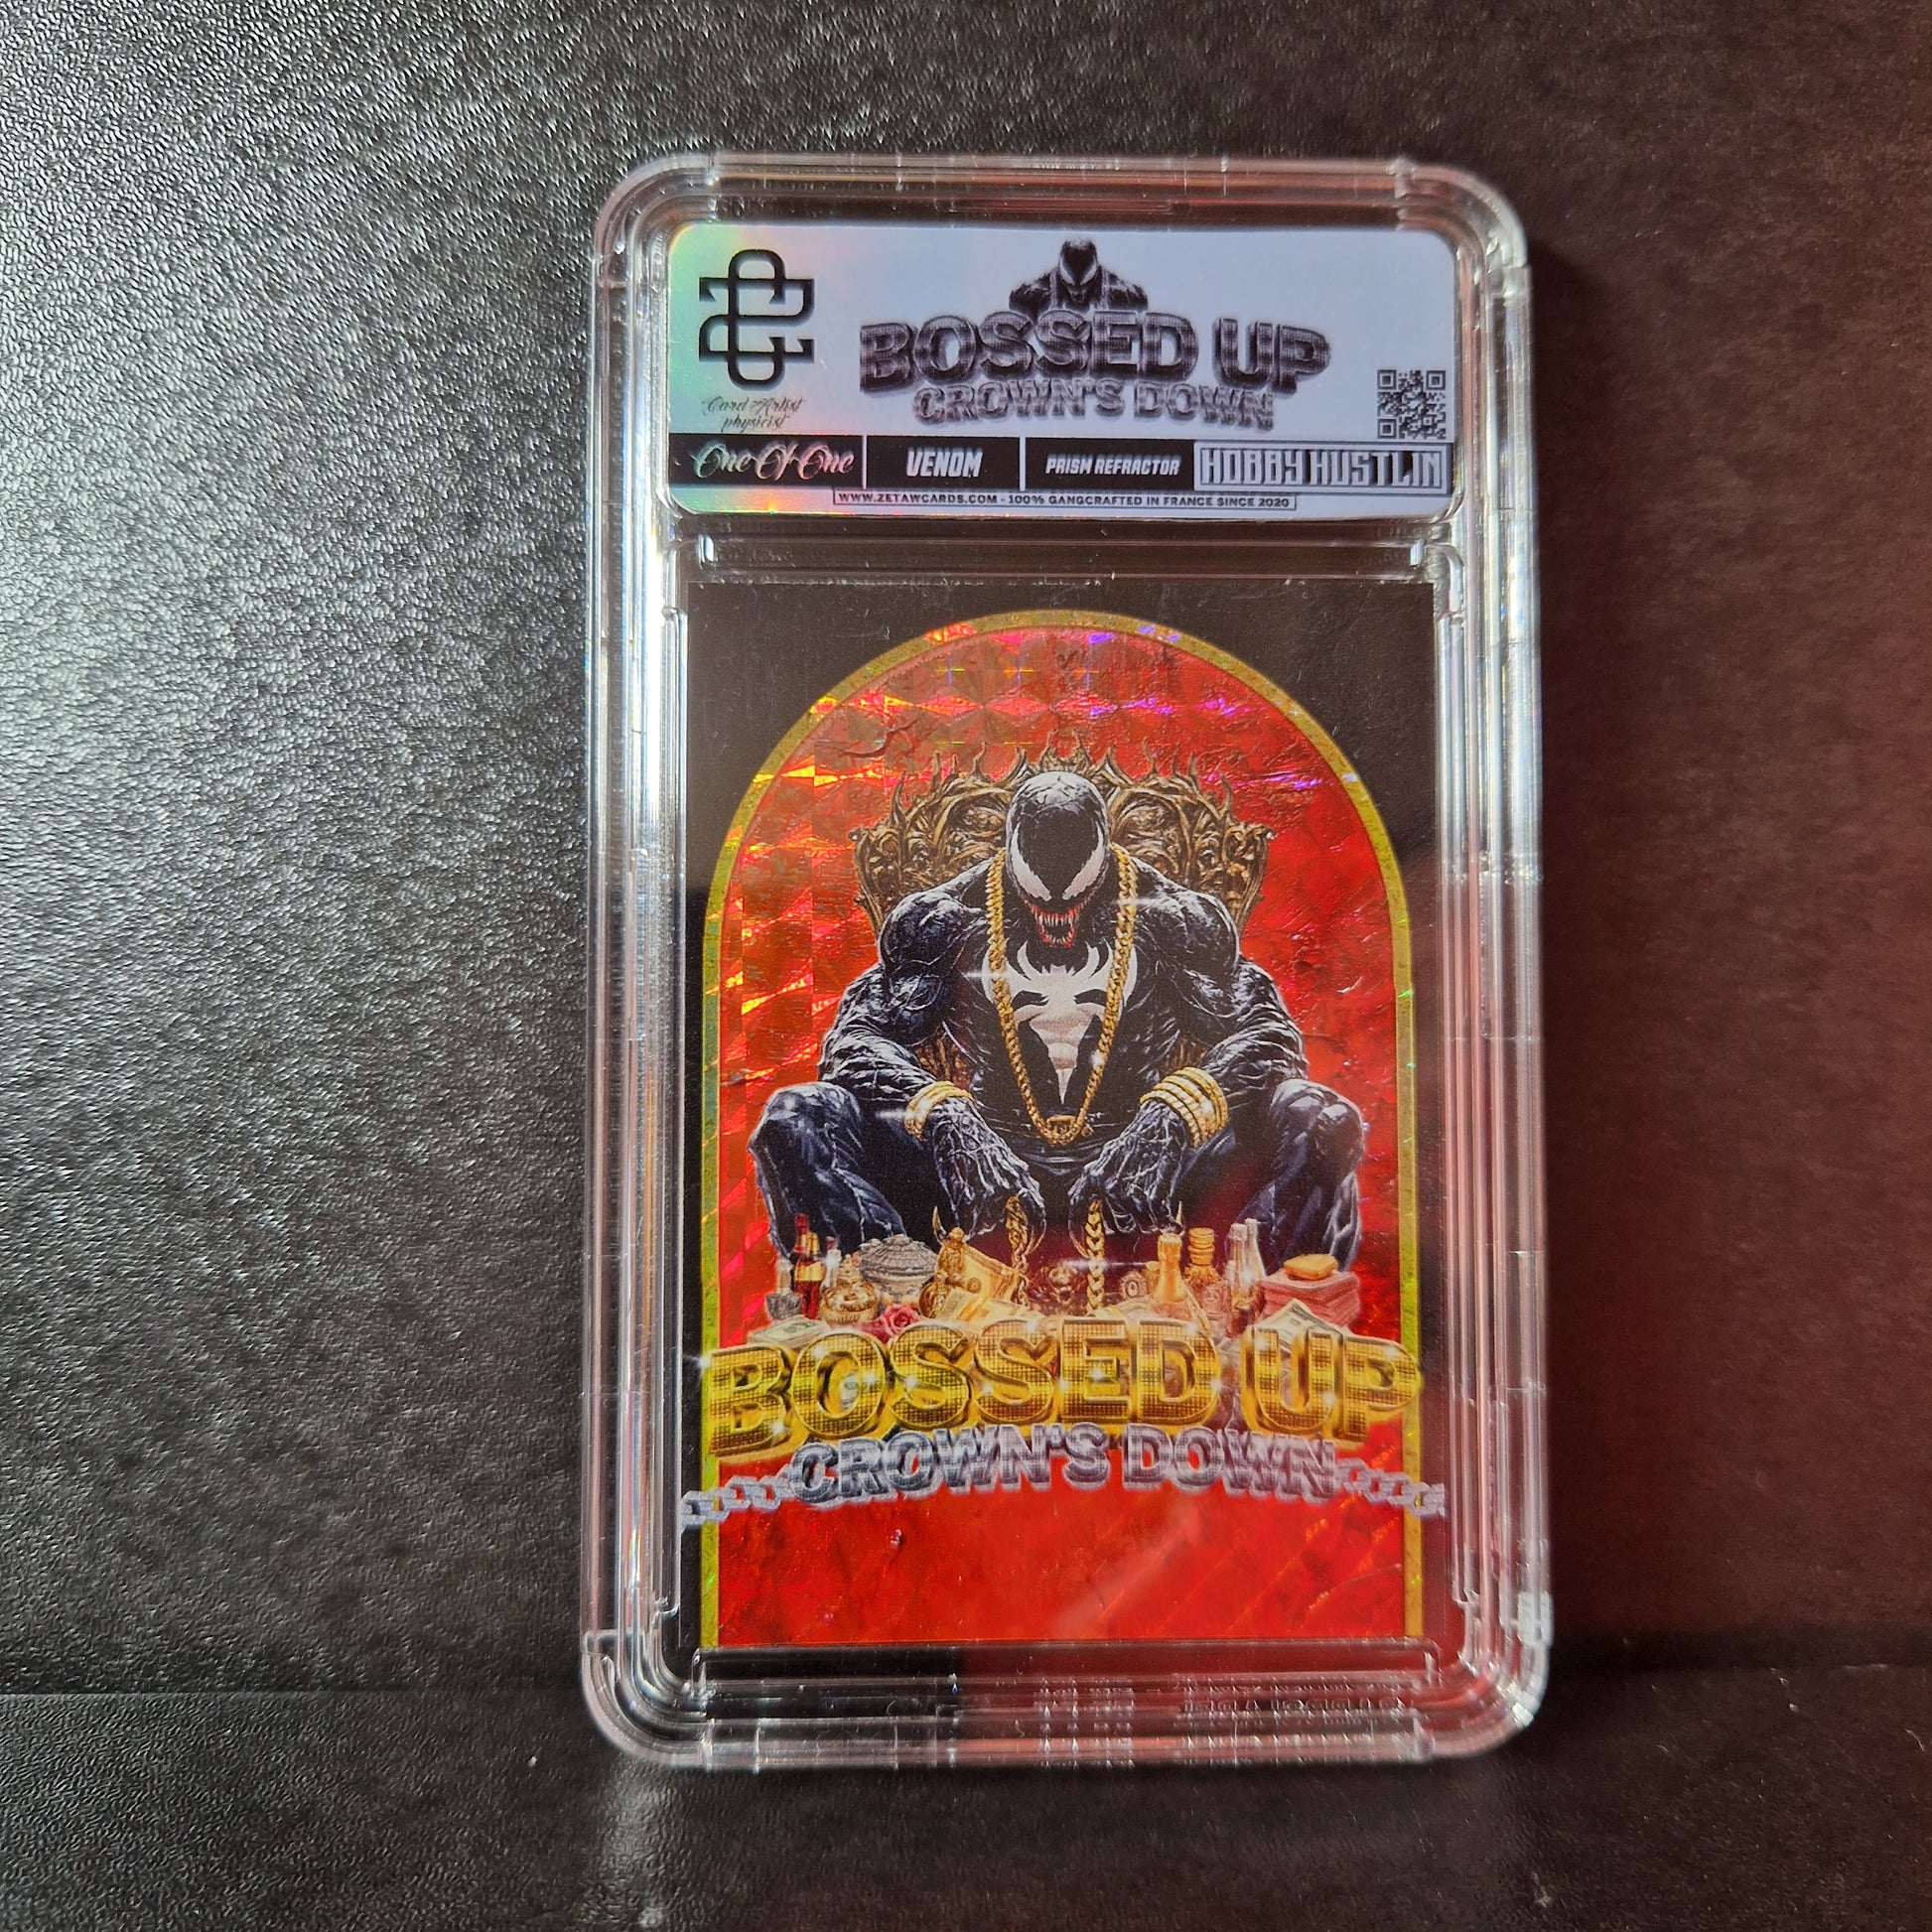 BOSSED UP
CROWN'S DOWN
Card Artist
physicist
One Of One
VENOM
PRISM REFRACTOR
HOBBY HUSTLIN
WWW.ZETAWCARDS.COM - 100% GANGCRAFTED IN FRANCE SINCE 2020
BOSSED UP
CROWN'S DOWN